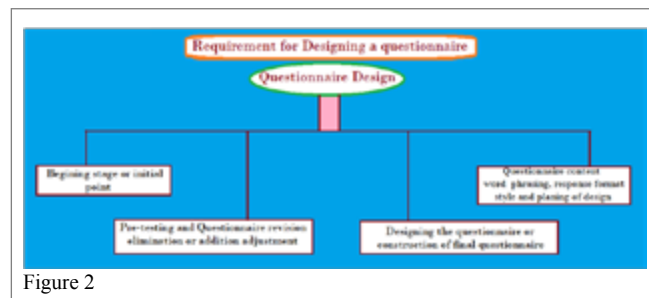 Requirement for Designing a questionnaire
Questionnaire Design
Begining stage or initial
point
Questionnaire content
word phrasing, response format
style and planing of design
Pre-testing and Questionnaire revision
elimination or addition adjustment
Designing the questionnaire or
construction of final questionnaire
Figure 2